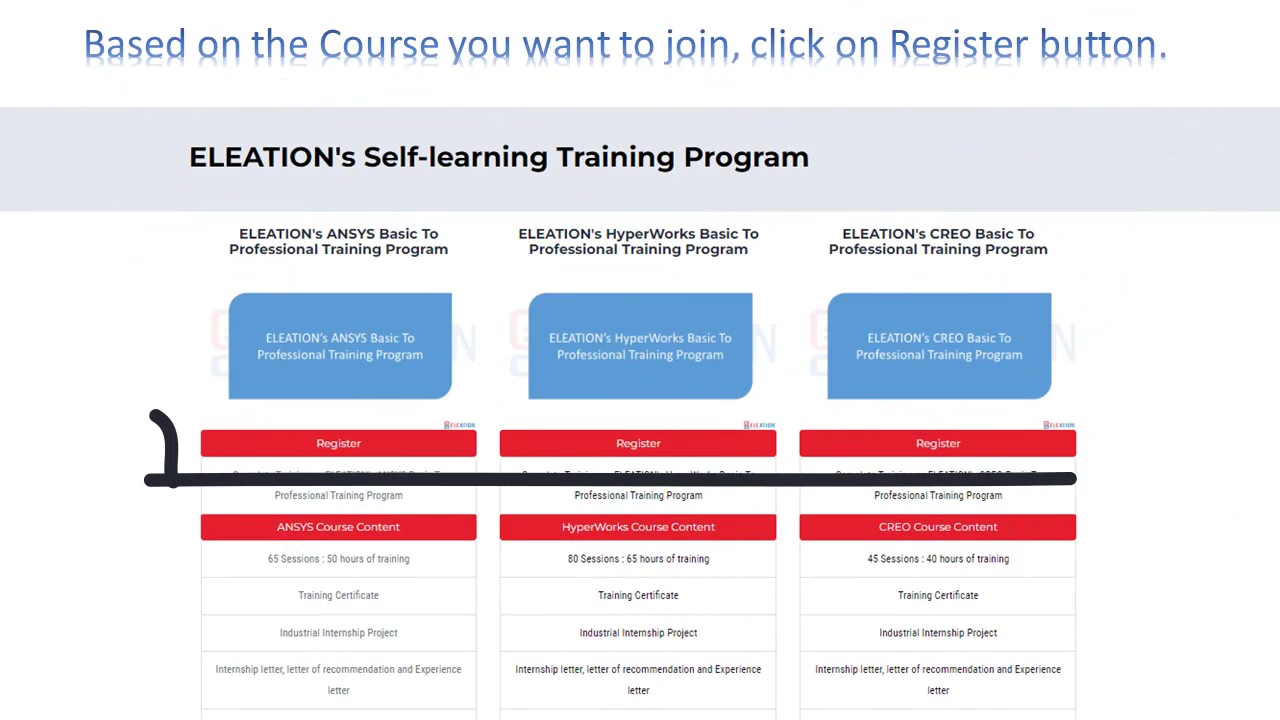 Based on the Course you want to join, click on Register button.
ELEATION's Self-learning Training Program
ELEATION's ANSYS Basic To
Professional Training Program
ELEATION's HyperWorks Basic To
Professional Training Program
ELEATION's CREO Basic To
Professional Training Program
ELEATION's ANSYS Basic To
Professional Training Program
ELEATION's HyperWorks Basic To
Professional Training Program
ELEATION's CREO Basic To
Professional Training Program
ELEATION
ELEATION
ELEATION
Register
Register
Register
Professional Training Program
Professional Training Program
Professional Training Program
ANSYS Course Content
HyperWorks Course Content
CREO Course Content
65 Sessions : 50 hours of training
80 Sessions : 65 hours of training
45 Sessions : 40 hours of training
Training Certificate
Training Certificate
Training Certificate
Industrial Internship Project
Industrial Internship Project
Industrial Internship Project
Internship letter, letter of recommendation and Experience
letter
Internship letter, letter of recommendation and Experience
letter
Internship letter, letter of recommendation and Experience
letter